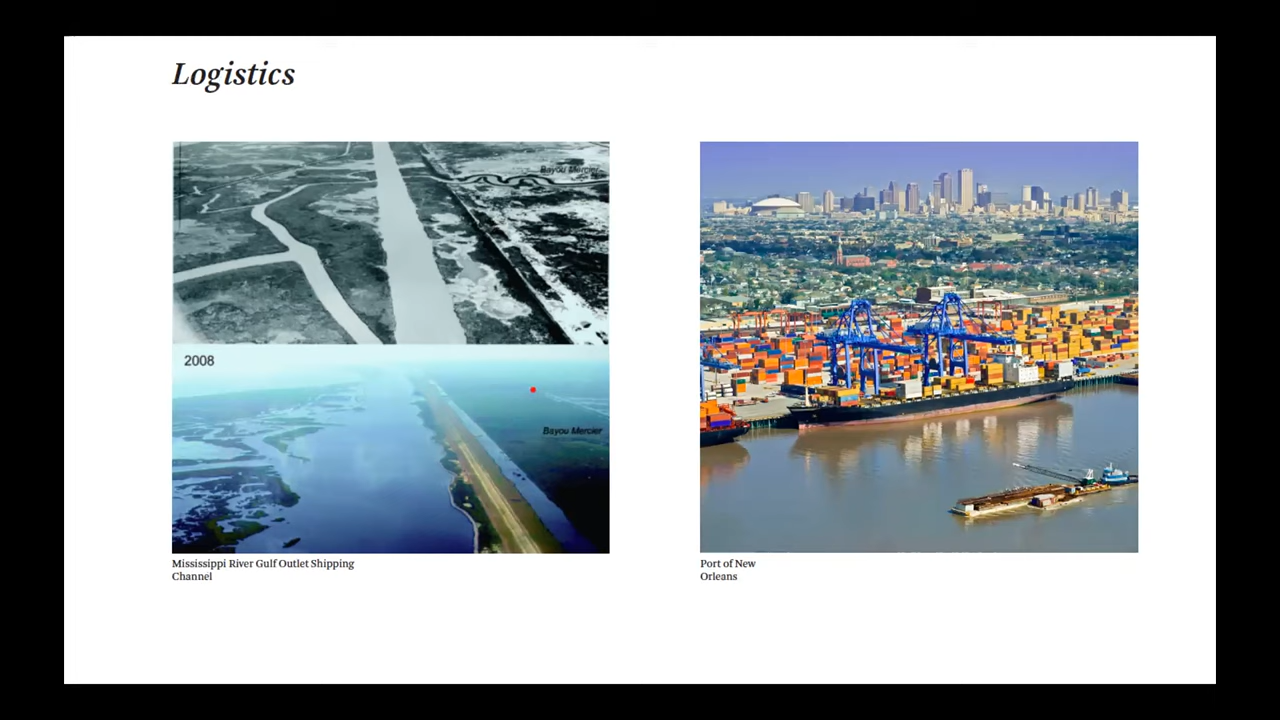 Logistics
Bayou Mercier
2008
Bayou Mercier
Mississippi River Gulf Outlet Shipping
Channel
Port of New
Orleans